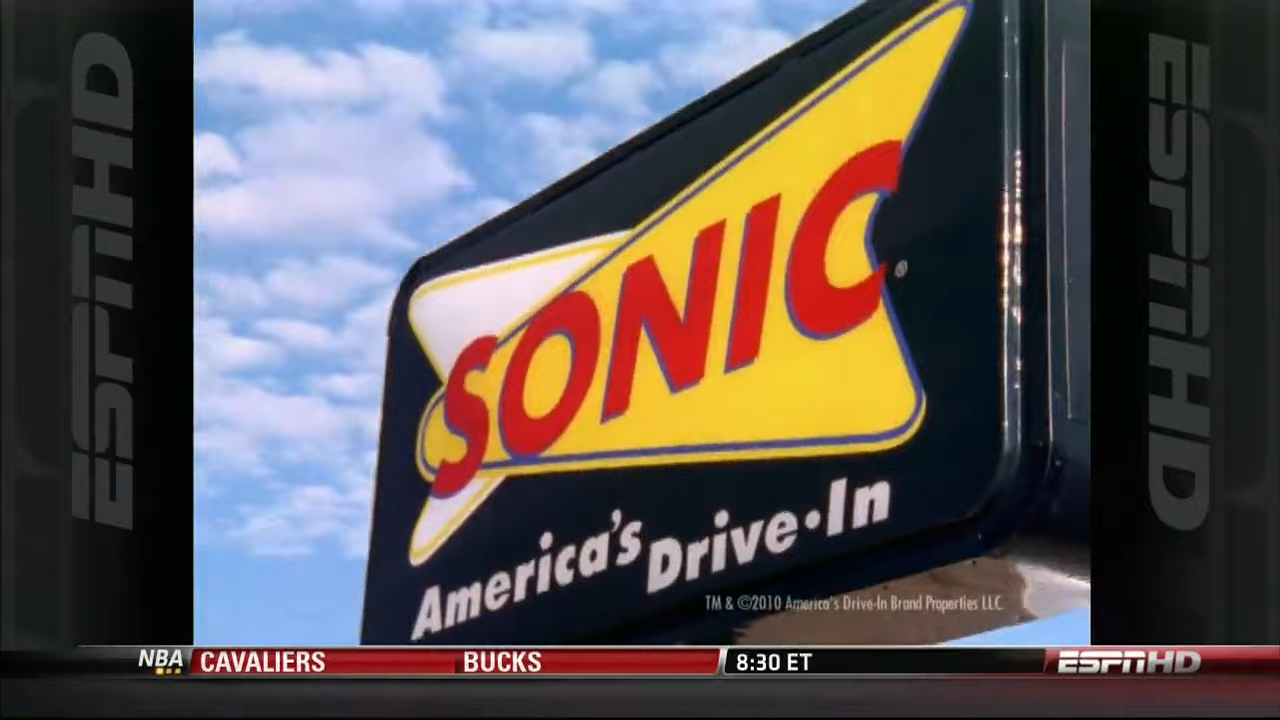 ESPNHD
ESPNHD
SONIC®
America's Drive-In
TM & ©2010 America's Drive-In Brand Properties LLC
NBA CAVALIERS BUCKS 8:30 ET ESPNHD